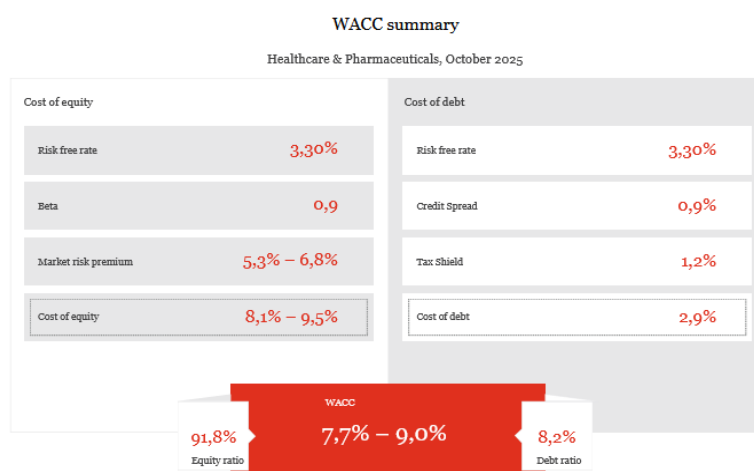 WACC summary
Healthcare & Pharmaceuticals, October 2025
Cost of equity
Risk free rate 3,30%
Beta 0,9
Market risk premium 5,3% – 6,8%
Cost of equity 8,1% – 9,5%
Cost of debt
Risk free rate 3,30%
Credit Spread 0,9%
Tax Shield 1,2%
Cost of debt 2,9%
WACC
7,7% – 9,0%
91,8%
Equity ratio
8,2%
Debt ratio